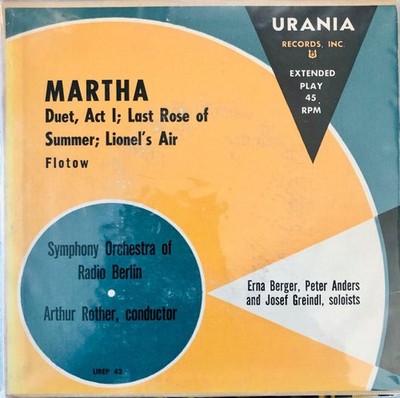 URANIA
RECORDS, INC.
U
EXTENDED
PLAY
45
RPM
MARTHA
Duet, Act I; Last Rose of
Summer; Lionel's Air
Flotow
Symphony Orchestra of
Radio Berlin
Arthur Rother, conductor
Erna Berger, Peter Anders
and Josef Greindl, soloists
UREP 42